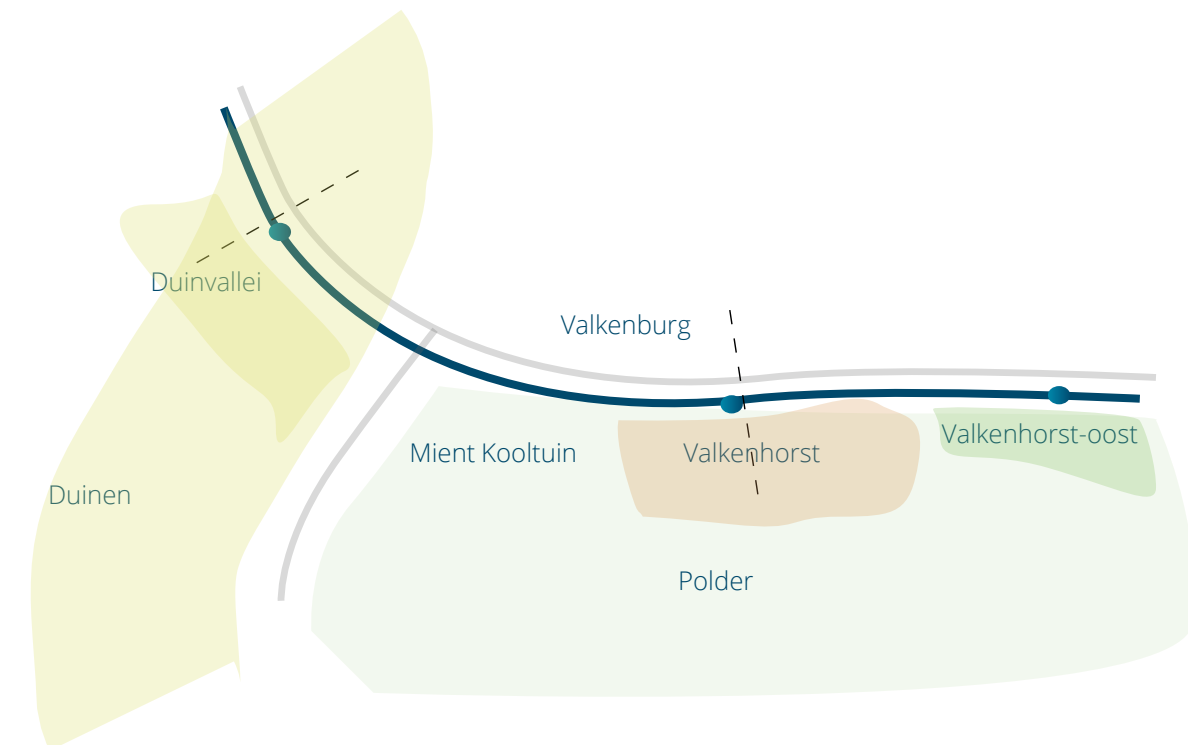 Duinvallei
Valkenburg
Mient Kooltuin
Valkenhorst
Valkenhorst-oost
Duinen
Polder